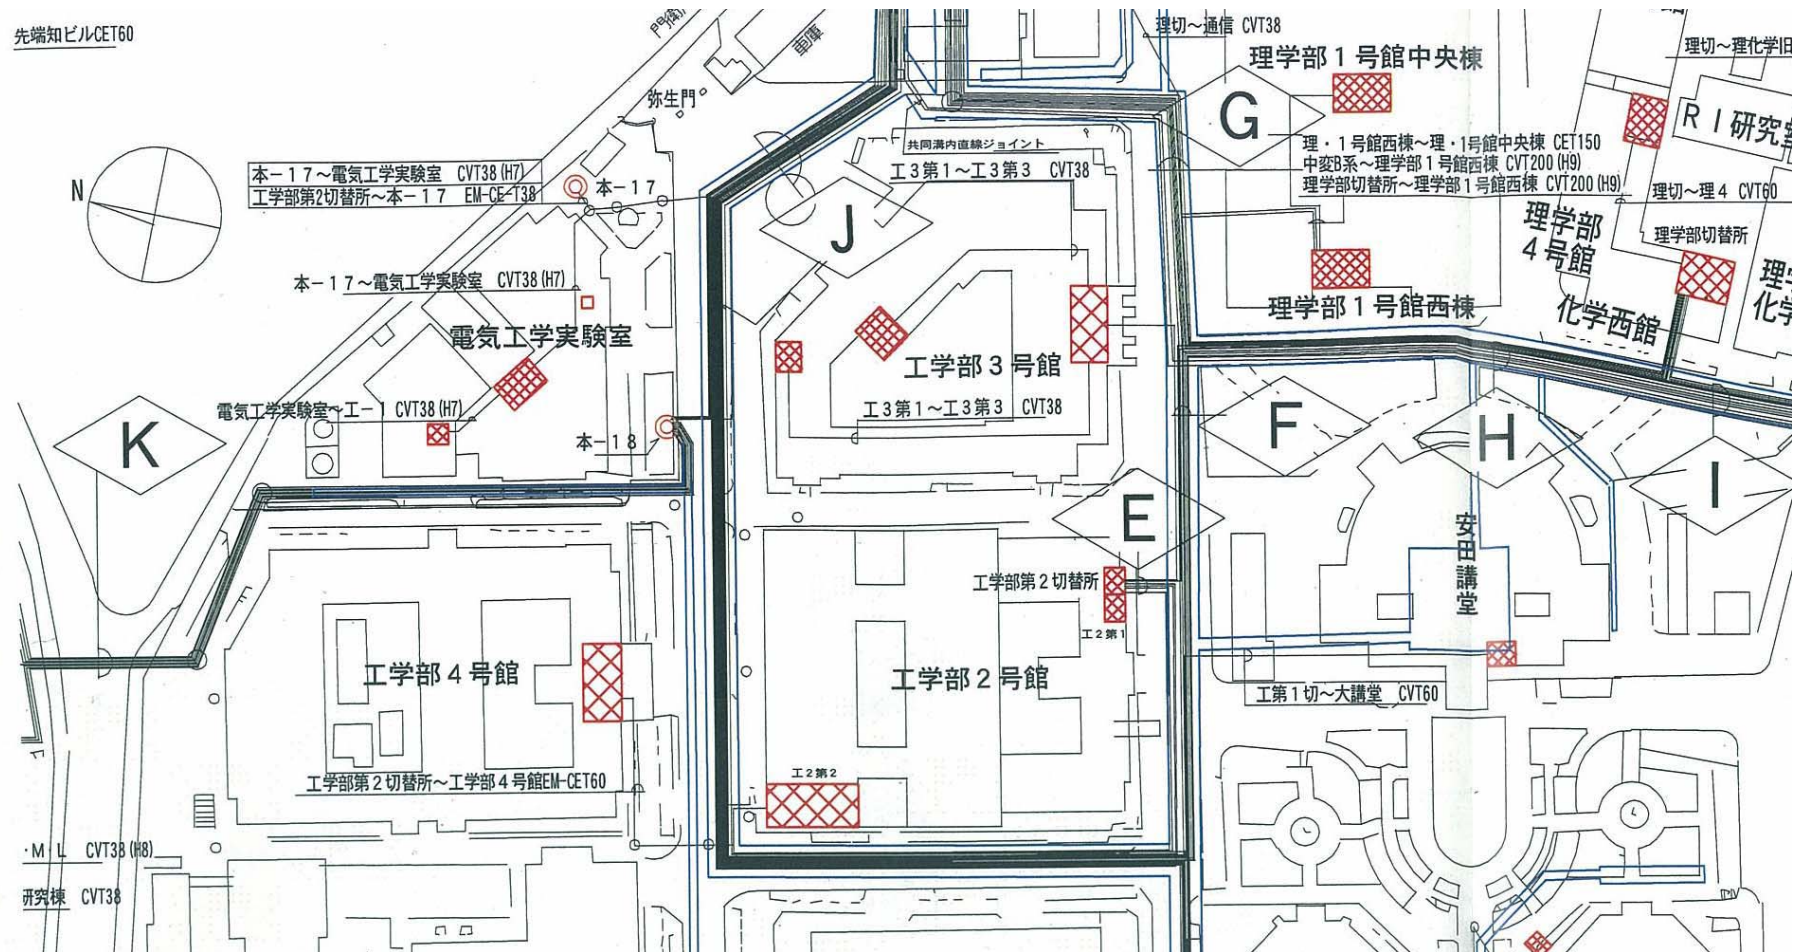 先端知ビルCET60
門衛
車庫
理切～通信 CVT38
理学部1号館中央棟
理切～理化学旧
弥生門
G
RI研究
共同溝内直線ジョイント
理・1号館西棟～理・1号館中央棟 CET150
中変B系～理学部1号館西棟 CVT200(H9)
理学部切替所～理学部1号館西棟 CVT200(H9)
本-17～電気工学実験室 CVT38(H7)
工学部第2切替所～本-17 EM-CE-T38
N
本-17
工3第1～工3第3 CVT38
理切～理4 CVT60
理学部
4号館
理学部切替所
J
本-17～電気工学実験室 CVT38(H7)
理学部1号館西棟
化学西館
電気工学実験室
工学部3号館
電気工学実験室～工-1 CVT38(H7)
工3第1～工3第3 CVT38
K
本-18
F
H
I
E
安田講堂
工学部第2切替所
工2第1
工学部4号館
工学部2号館
工第1切～大講堂 CVT60
工2第2
工学部第2切替所～工学部4号館EM-CET60
・M・L CVT38(H8)
研究棟 CVT38